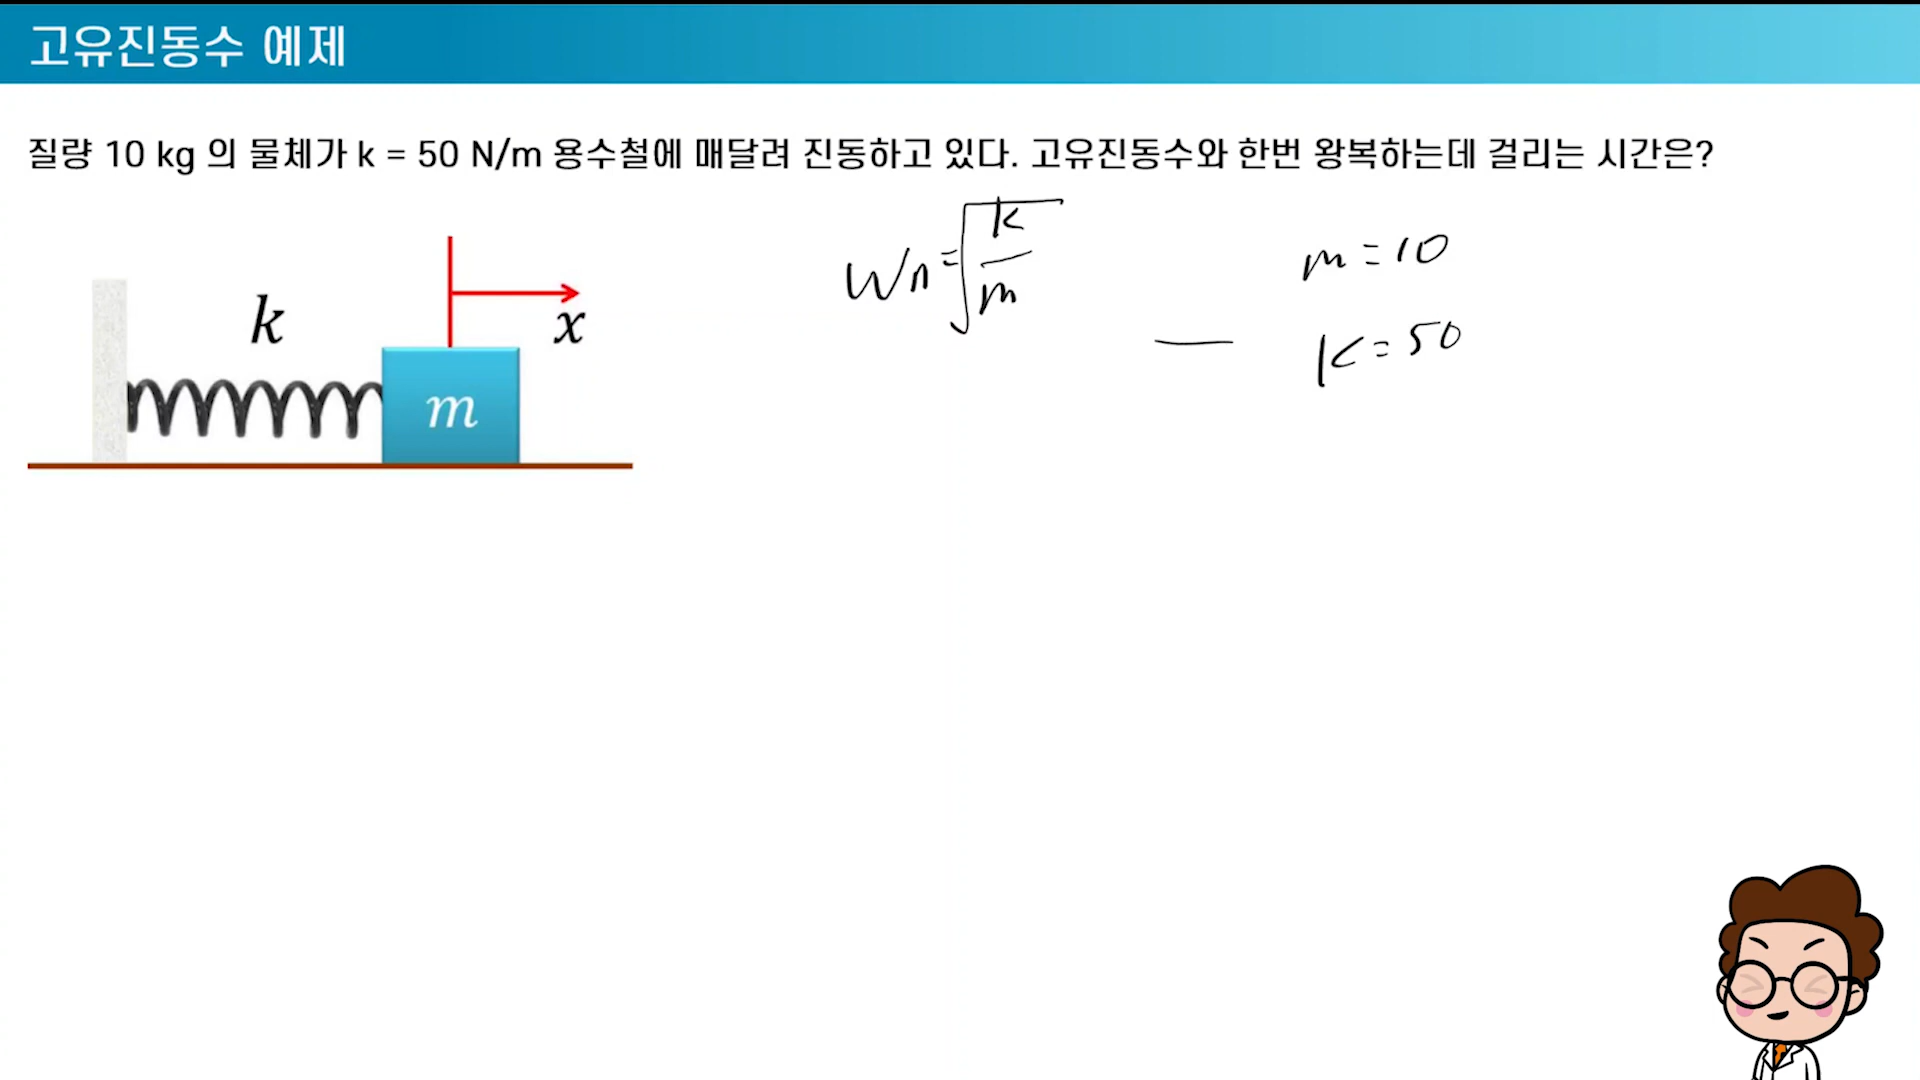 고유진동수 예제
질량 10 kg 의 물체가 k = 50 N/m 용수철에 매달려 진동하고 있다. 고유진동수와 한번 왕복하는데 걸리는 시간은?
k
x
m
Wn=√k/m
m=10
K=50